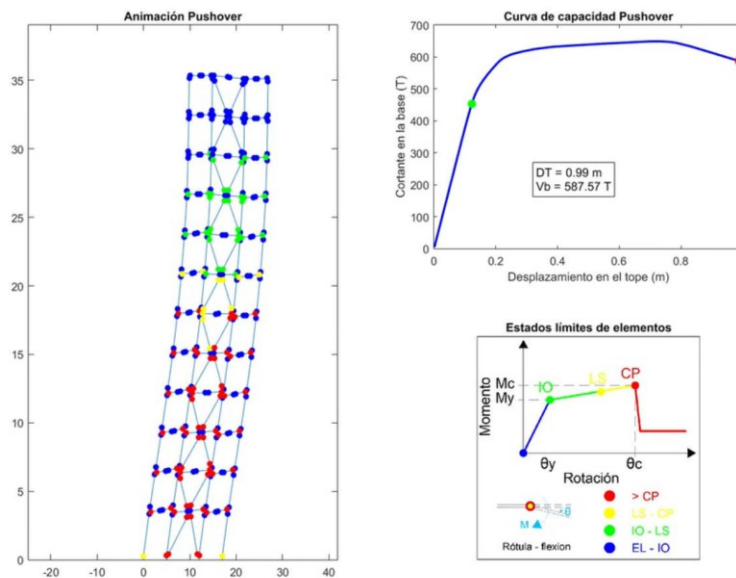 Animación Pushover
35
30
25
20
15
10
5
0
-20
-10
0
10
20
30
40
Curva de capacidad Pushover
Cortante en la base (T)
700
600
500
400
300
200
100
0
DT = 0.99 m
Vb = 587.57 T
0
0.2
0.4
0.6
0.8
Desplazamiento en el tope (m)
Estados límites de elementos
Momento
Mc
My
IO
LS
CP
θy
θc
Rotación
M
θ
Rótula - flexion
> CP
LS - CP
IO - LS
EL - IO